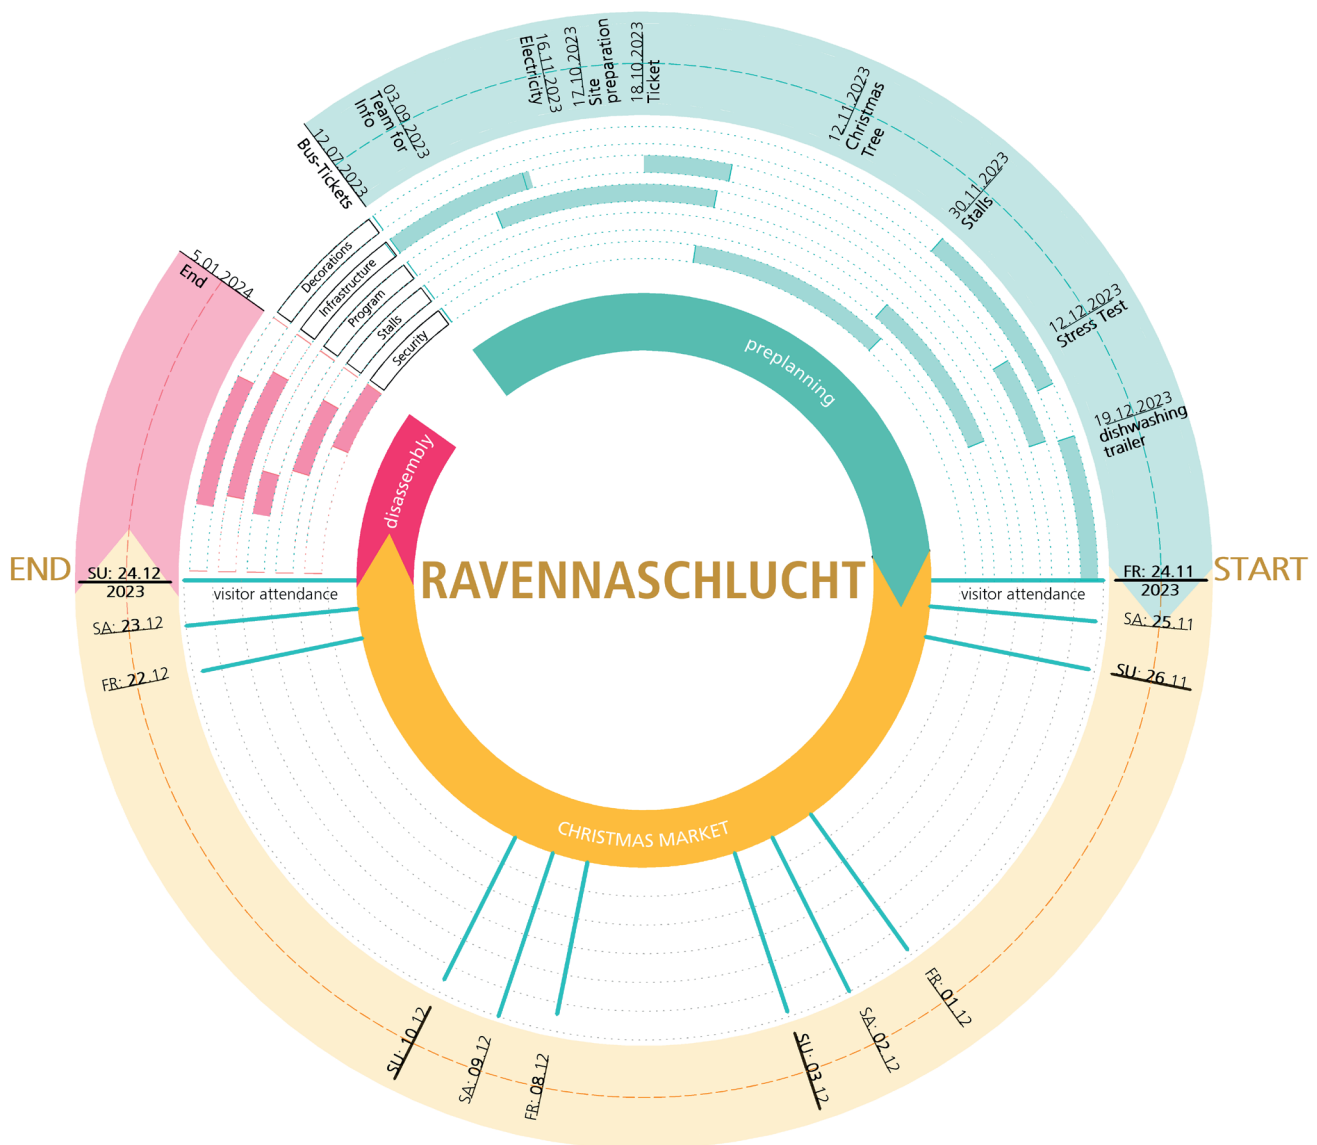 RAVENNASCHLUCHT
preplanning
CHRISTMAS MARKET
disassembly
START
END
12.07.2023
Bus-Tickets
03.09.2023
Team for
Info
16.11.2023
Electricity
17.10.2023
Site
preparation
18.10.2023
Ticket
12.11.2023
Christmas
Tree
30.11.2023
Stalls
12.12.2023
Stress Test
19.12.2023
dishwashing
trailer
FR: 24.11
2023
visitor attendance
SA: 25.11
SU: 26.11
FR: 01.12
SA: 02.12
SU: 03.12
FR: 08.12
SA: 09.12
SU: 10.12
FR: 22.12
SA: 23.12
SU: 24.12
2023
visitor attendance
5.01.2024
End
Decorations
Infrastructure
Program
Stalls
Security